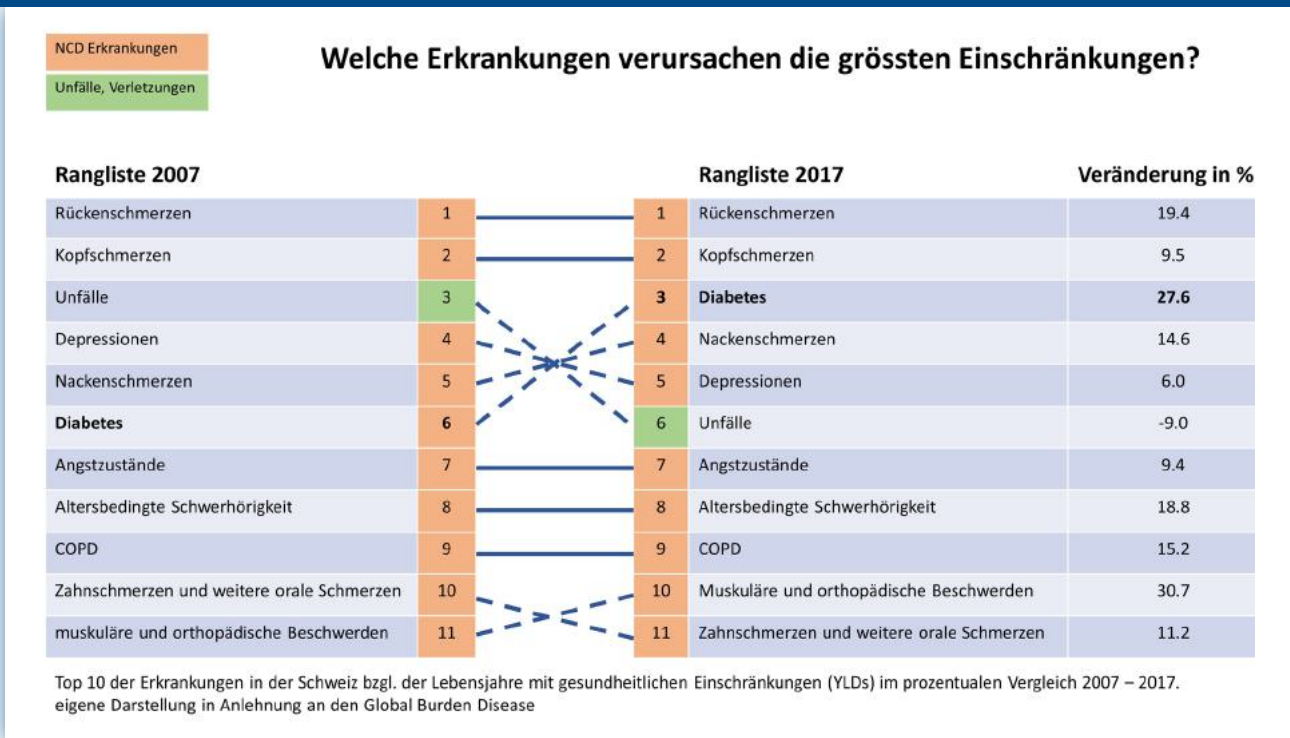 NCD Erkrankungen
Unfälle, Verletzungen
Welche Erkrankungen verursachen die grössten Einschränkungen?
Rangliste 2007 Rangliste 2017 Veränderung in %
Rückenschmerzen 1 1 Rückenschmerzen 19.4
Kopfschmerzen 2 2 Kopfschmerzen 9.5
Unfälle 3 3 Diabetes 27.6
Depressionen 4 4 Nackenschmerzen 14.6
Nackenschmerzen 5 5 Depressionen 6.0
Diabetes 6 6 Unfälle -9.0
Angstzustände 7 7 Angstzustände 9.4
Altersbedingte Schwerhörigkeit 8 8 Altersbedingte Schwerhörigkeit 18.8
COPD 9 9 COPD 15.2
Zahnschmerzen und weitere orale Schmerzen 10 10 Muskuläre und orthopädische Beschwerden 30.7
muskuläre und orthopädische Beschwerden 11 11 Zahnschmerzen und weitere orale Schmerzen 11.2
Top 10 der Erkrankungen in der Schweiz bzgl. der Lebensjahre mit gesundheitlichen Einschränkungen (YLDs) im prozentualen Vergleich 2007 – 2017.
eigene Darstellung in Anlehnung an den Global Burden Disease